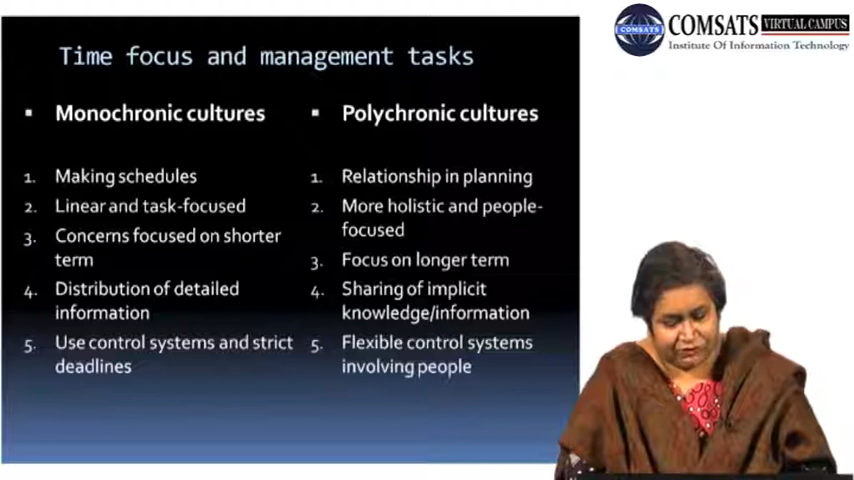 Time focus and management tasks
Monochronic cultures
1. Making schedules
2. Linear and task-focused
3. Concerns focused on shorter
term
4. Distribution of detailed
information
5. Use control systems and strict
deadlines
Polychronic cultures
1. Relationship in planning
2. More holistic and people-
focused
3. Focus on longer term
4. Sharing of implicit
knowledge/information
5. Flexible control systems
involving people
COMSATS
COMSATS VIRTUAL CAMPUS
Institute Of Information Technology